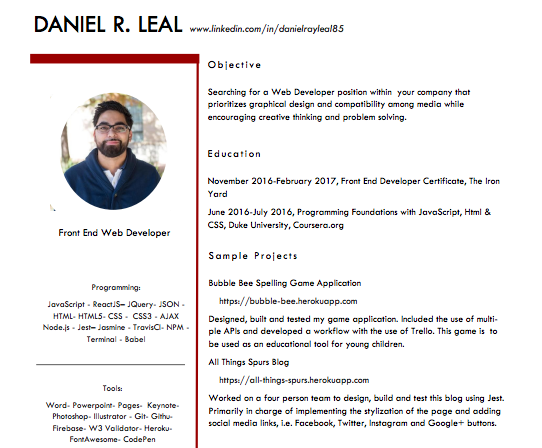 DANIEL R. LEAL www.linkedin.com/in/danielrayleal85
Front End Web Developer
Programming:
JavaScript - ReactJS– JQuery- JSON -
HTML- HTML5- CSS - CSS3 - AJAX
Node.js - Jest– Jasmine - TravisCI- NPM -
Terminal - Babel
Tools:
Word- Powerpoint- Pages- Keynote-
Photoshop- Illustrator - Git- Githu-
Firebase- W3 Validator- Heroku-
FontAwesome- CodePen
Objective
Searching for a Web Developer position within your company that
prioritizes graphical design and compatibility among media while
encouraging creative thinking and problem solving.
Education
November 2016-February 2017, Front End Developer Certificate, The Iron
Yard
June 2016-July 2016, Programming Foundations with JavaScript, Html &
CSS, Duke University, Coursera.org
Sample Projects
Bubble Bee Spelling Game Application
https://bubble-bee.herokuapp.com
Designed, built and tested my game application. Included the use of multi-
ple APIs and developed a workflow with the use of Trello. This game is to
be used as an educational tool for young children.
All Things Spurs Blog
https://all-things-spurs.herokuapp.com
Worked on a four person team to design, build and test this blog using Jest.
Primarily in charge of implementing the stylization of the page and adding
social media links, i.e. Facebook, Twitter, Instagram and Google+ buttons.